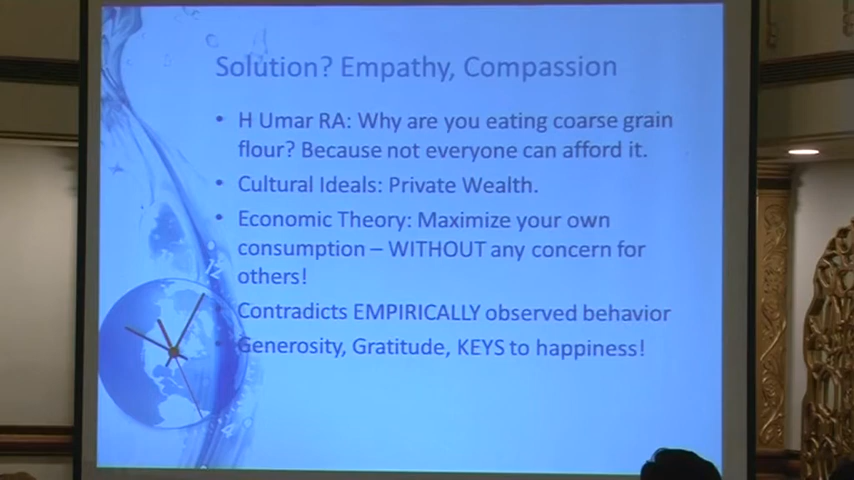 Solution? Empathy, Compassion
• H Umar RA: Why are you eating coarse grain
flour? Because not everyone can afford it.
• Cultural Ideals: Private Wealth.
• Economic Theory: Maximize your own
consumption – WITHOUT any concern for
others!
• Contradicts EMPIRICALLY observed behavior
• Generosity, Gratitude, KEYS to happiness!
12